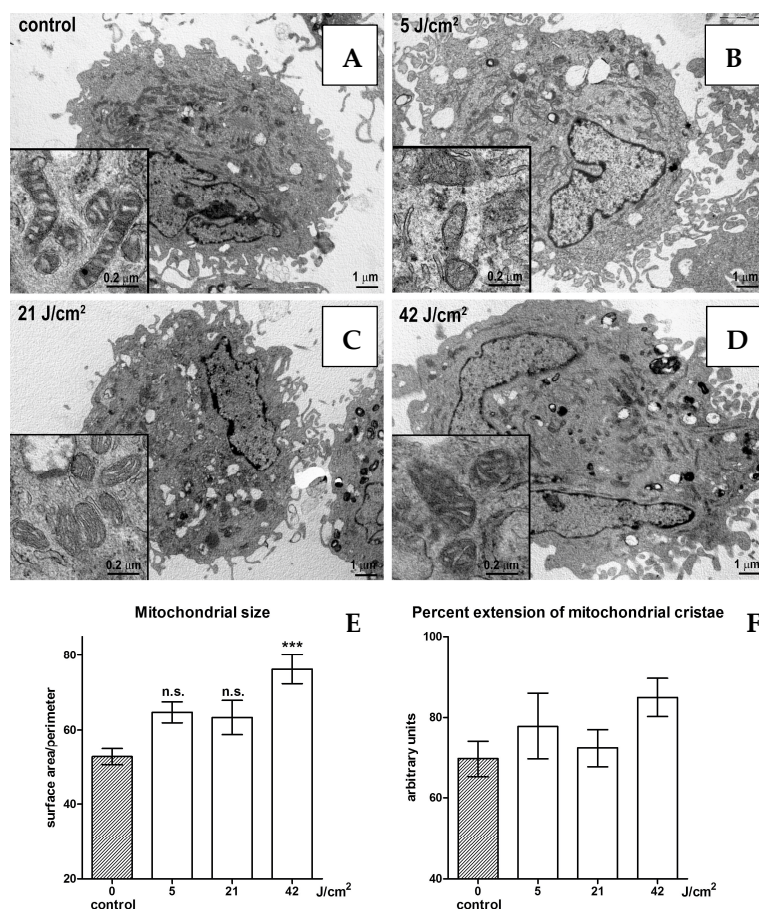 control
A
0.2 µm
1 µm
5 J/cm²
B
0.2 µm
1 µm
21 J/cm²
C
0.2 µm
1 µm
42 J/cm²
D
0.2 µm
1 µm
Mitochondrial size
E
surface area/perimeter
80
60
40
20
n.s.
n.s.
***
0
5
21
42
J/cm²
control
Percent extension of mitochondrial cristae
F
arbitrary units
100
80
60
40
0
5
21
42
J/cm²
control